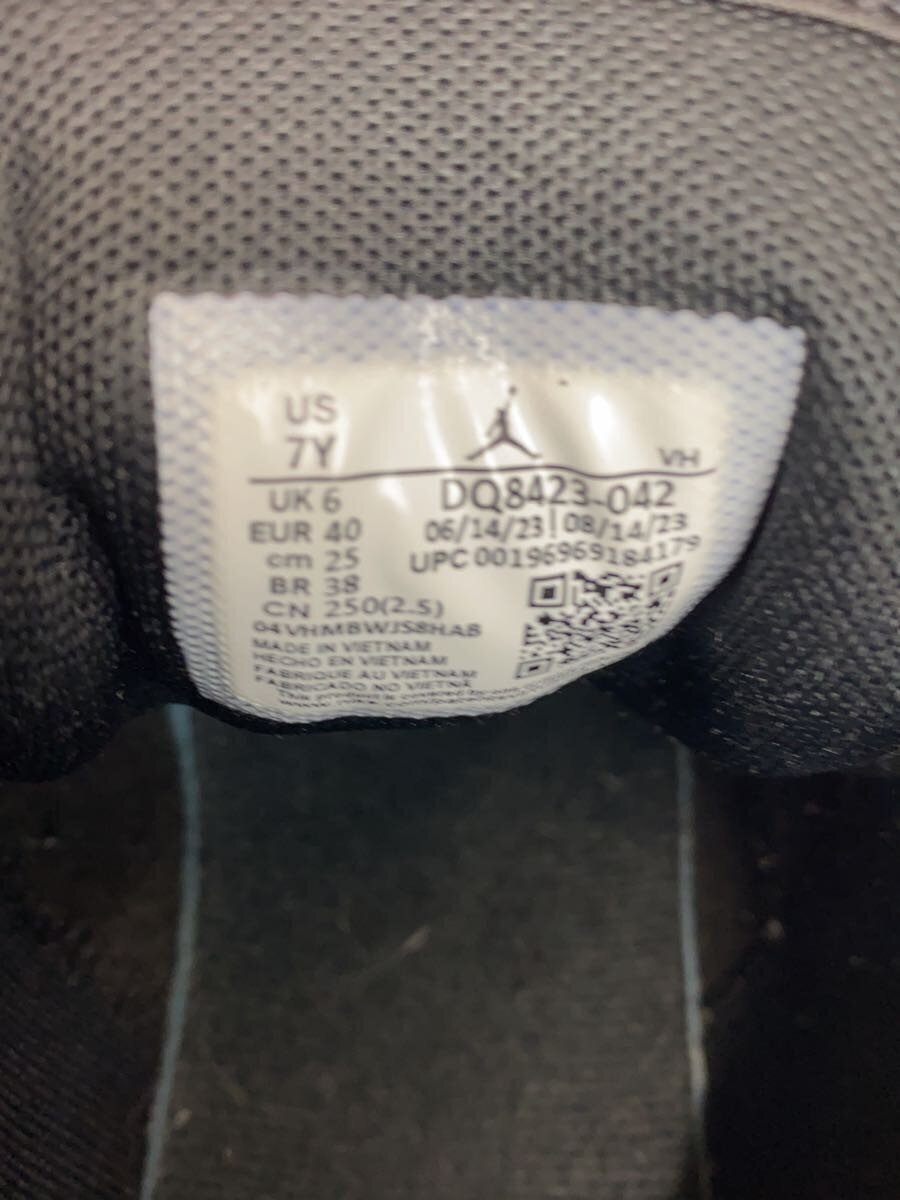 US
7Y
VH
UK 6
EUR 40
cm 25
BR 38
CN 250(2.5)
DQ8423-042
06/14/23 | 08/14/23
UPC 00196969184179
04VHMBWJS8HAB
MADE IN VIETNAM
HECHO EN VIETNAM
FABRIQUE AU VIETNAM
FABRICADO NO VIETNÃ